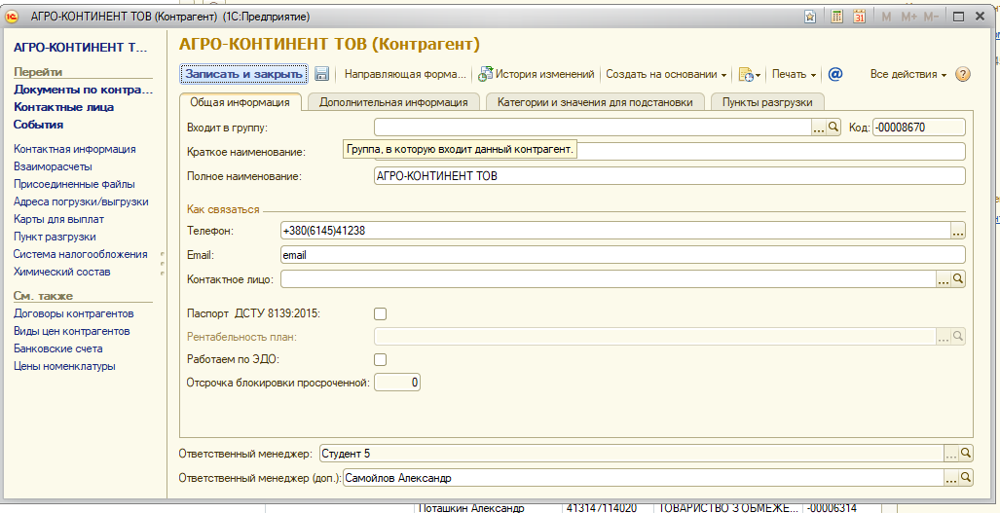 АГРО-КОНТИНЕНТ ТОВ (Контрагент) (1С:Предприятие)
M M+ M-
АГРО-КОНТИНЕНТ Т...
Перейти
Документы по контра...
Контактные лица
События
Контактная информация
Взаиморасчеты
Присоединенные файлы
Адреса погрузки/выгрузки
Карты для выплат
Пункт разгрузки
Система налогообложения
Химический состав
См. также
Договоры контрагентов
Виды цен контрагентов
Банковские счета
Цены номенклатуры
АГРО-КОНТИНЕНТ ТОВ (Контрагент)
Записать и закрыть Направляющая форма... История изменений Создать на основании Печать @ Все действия ?
Общая информация Дополнительная информация Категории и значения для подстановки Пункты разгрузки
Входит в группу: ... Код: -00008670
Группа, в которую входит данный контрагент.
Краткое наименование:
Полное наименование: АГРО-КОНТИНЕНТ ТОВ
Как связаться
Телефон: +380(6145)41238 ...
Email: email
Контактное лицо: ...
Паспорт ДСТУ 8139:2015:
Рентабельность план: ...
Работаем по ЭДО:
Отсрочка блокировки просроченной: 0
Ответственный менеджер: Студент 5 ...
Ответственный менеджер (доп.): Самойлов Александр ...
Поташкин Александр 413147114020 ТОВАРИСТВО З ОБМЕЖЕ... -00006314